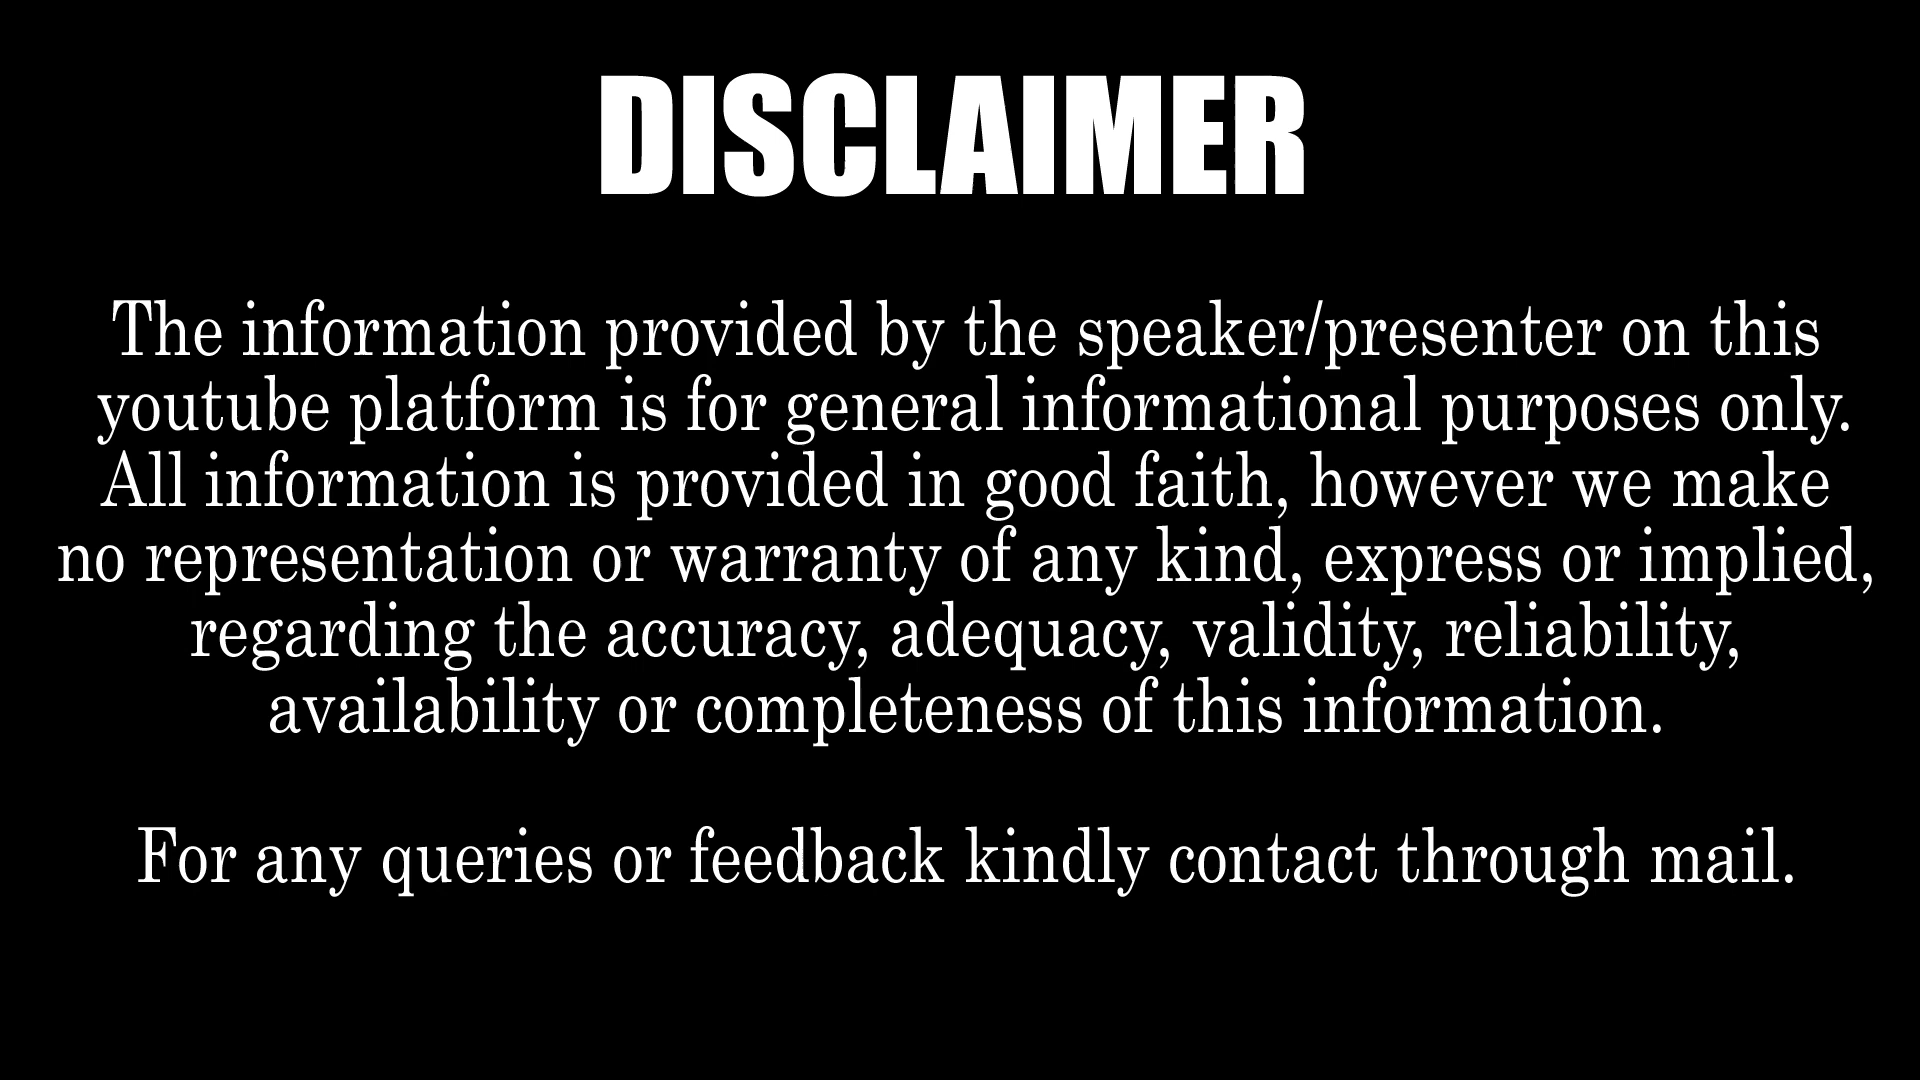 DISCLAIMER
The information provided by the speaker/presenter on this
youtube platform is for general informational purposes only.
All information is provided in good faith, however we make
no representation or warranty of any kind, express or implied,
regarding the accuracy, adequacy, validity, reliability,
availability or completeness of this information.
For any queries or feedback kindly contact through mail.